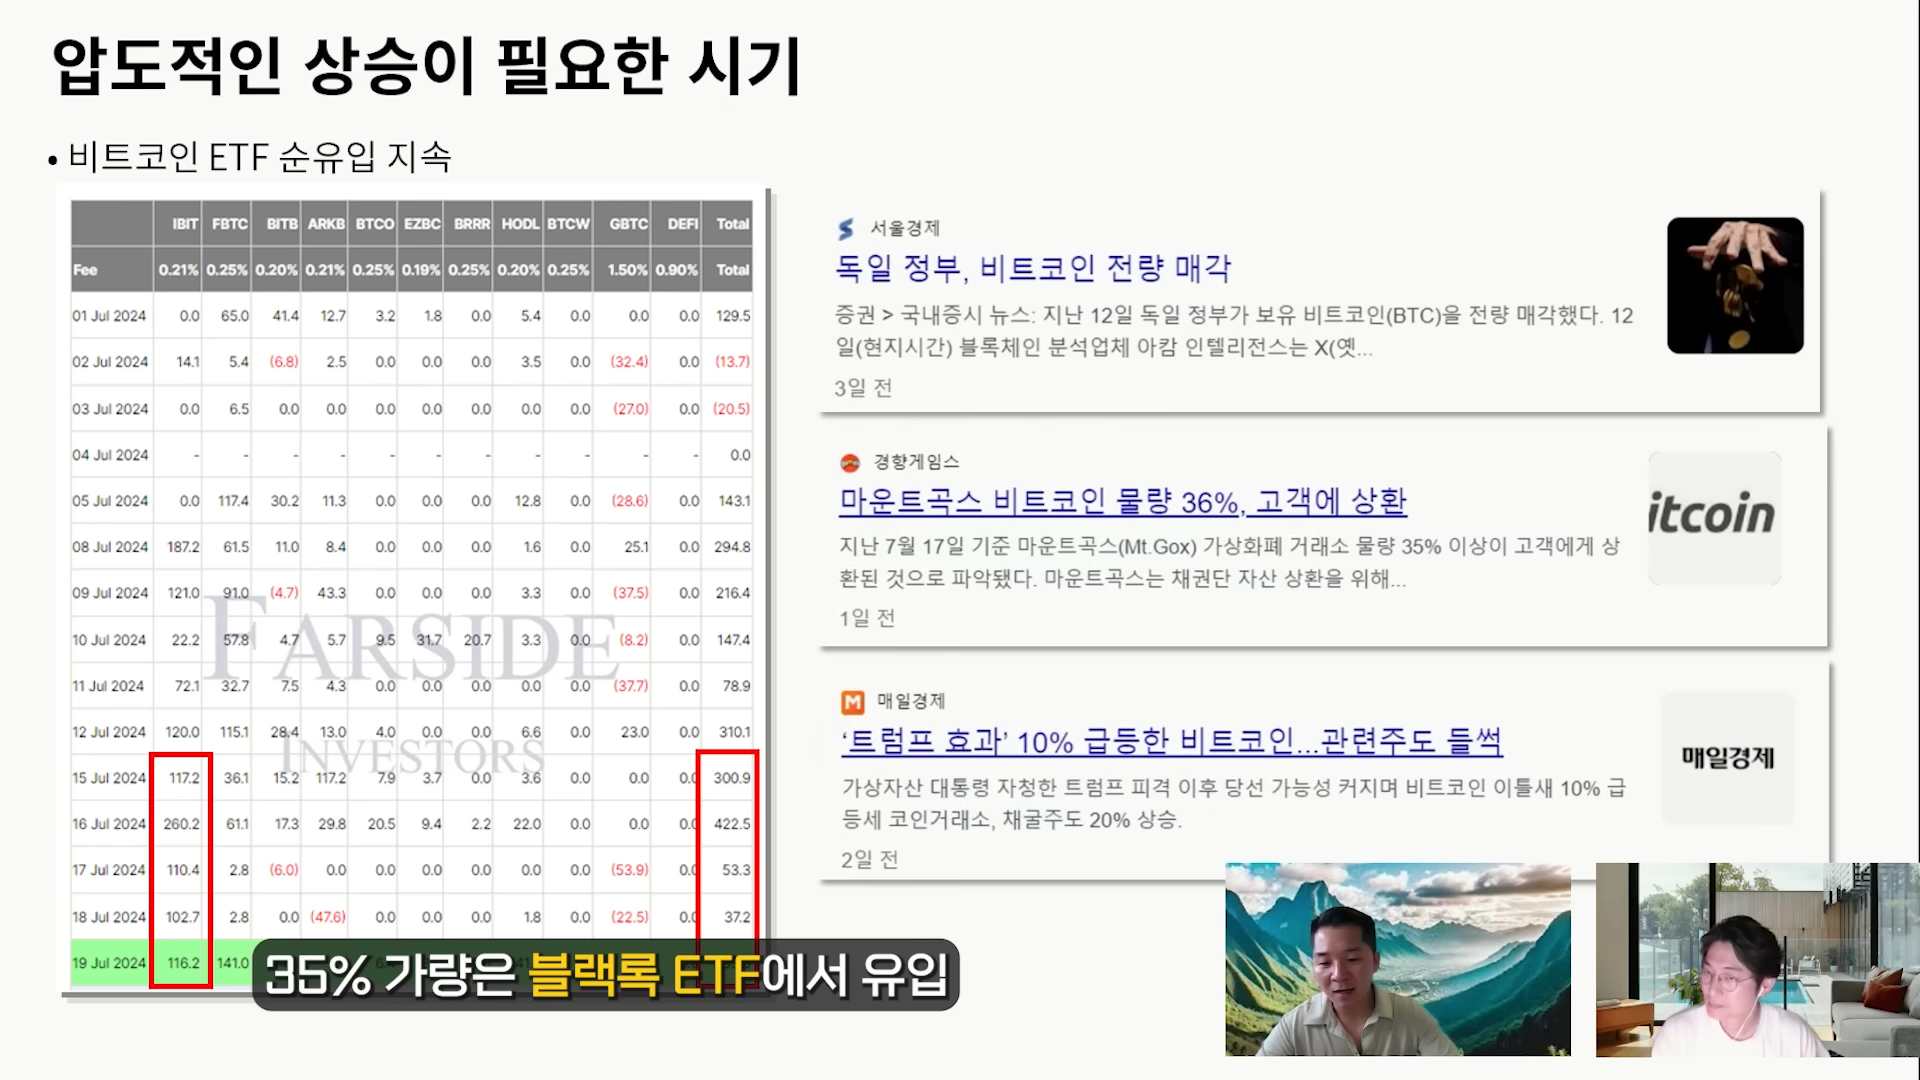 압도적인 상승이 필요한 시기
• 비트코인 ETF 순유입 지속
IBIT FBTC BITB ARKB BTCO EZBC BRRR HODL BTCW GBTC DEFI Total
Fee 0.21% 0.25% 0.20% 0.21% 0.25% 0.19% 0.25% 0.20% 0.25% 1.50% 0.90% Total
01 Jul 2024 0.0 65.0 41.4 12.7 3.2 1.8 0.0 5.4 0.0 0.0 0.0 129.5
02 Jul 2024 14.1 5.4 (6.8) 2.5 0.0 0.0 0.0 3.5 0.0 (32.4) 0.0 (13.7)
03 Jul 2024 0.0 6.5 0.0 0.0 0.0 0.0 0.0 0.0 0.0 (27.0) 0.0 (20.5)
04 Jul 2024 - - - - - - - - - - - 0.0
05 Jul 2024 0.0 117.4 30.2 11.3 0.0 0.0 0.0 12.8 0.0 (28.6) 0.0 143.1
08 Jul 2024 187.2 61.5 11.0 8.4 0.0 0.0 0.0 1.6 0.0 25.1 0.0 294.8
09 Jul 2024 121.0 91.0 (4.7) 43.3 0.0 0.0 0.0 3.3 0.0 (37.5) 0.0 216.4
10 Jul 2024 22.2 57.8 4.7 5.7 9.5 31.7 20.7 3.3 0.0 (8.2) 0.0 147.4
11 Jul 2024 72.1 32.7 7.5 4.3 0.0 0.0 0.0 0.0 0.0 (37.7) 0.0 78.9
12 Jul 2024 120.0 115.1 28.4 13.0 4.0 0.0 0.0 6.6 0.0 23.0 0.0 310.1
15 Jul 2024 117.2 36.1 15.2 117.2 7.9 3.7 0.0 3.6 0.0 0.0 0.0 300.9
16 Jul 2024 260.2 61.1 17.3 29.8 20.5 9.4 2.2 22.0 0.0 0.0 0.0 422.5
17 Jul 2024 110.4 2.8 (6.0) 0.0 0.0 0.0 0.0 0.0 0.0 (53.9) 0.0 53.3
18 Jul 2024 102.7 2.8 0.0 (47.6) 0.0 0.0 0.0 1.8 0.0 (22.5) 0.0 37.2
19 Jul 2024 116.2 141.0
FARSIDE
INVESTORS
서울경제
독일 정부, 비트코인 전량 매각
증권 > 국내증시 뉴스: 지난 12일 독일 정부가 보유 비트코인(BTC)을 전량 매각했다. 12
일(현지시간) 블록체인 분석업체 아캄 인텔리전스는 X(옛...
3일 전
경향게임스
마운트곡스 비트코인 물량 36%, 고객에 상환
지난 7월 17일 기준 마운트곡스(Mt.Gox) 가상화폐 거래소 물량 35% 이상이 고객에게 상
환된 것으로 파악됐다. 마운트곡스는 채권단 자산 상환을 위해...
1일 전
itcoin
매일경제
‘트럼프 효과’ 10% 급등한 비트코인...관련주도 들썩
가상자산 대통령 자청한 트럼프 피격 이후 당선 가능성 커지며 비트코인 이틀새 10% 급
등세 코인거래소, 채굴주도 20% 상승.
2일 전
매일경제
35% 가량은 블랙록 ETF에서 유입